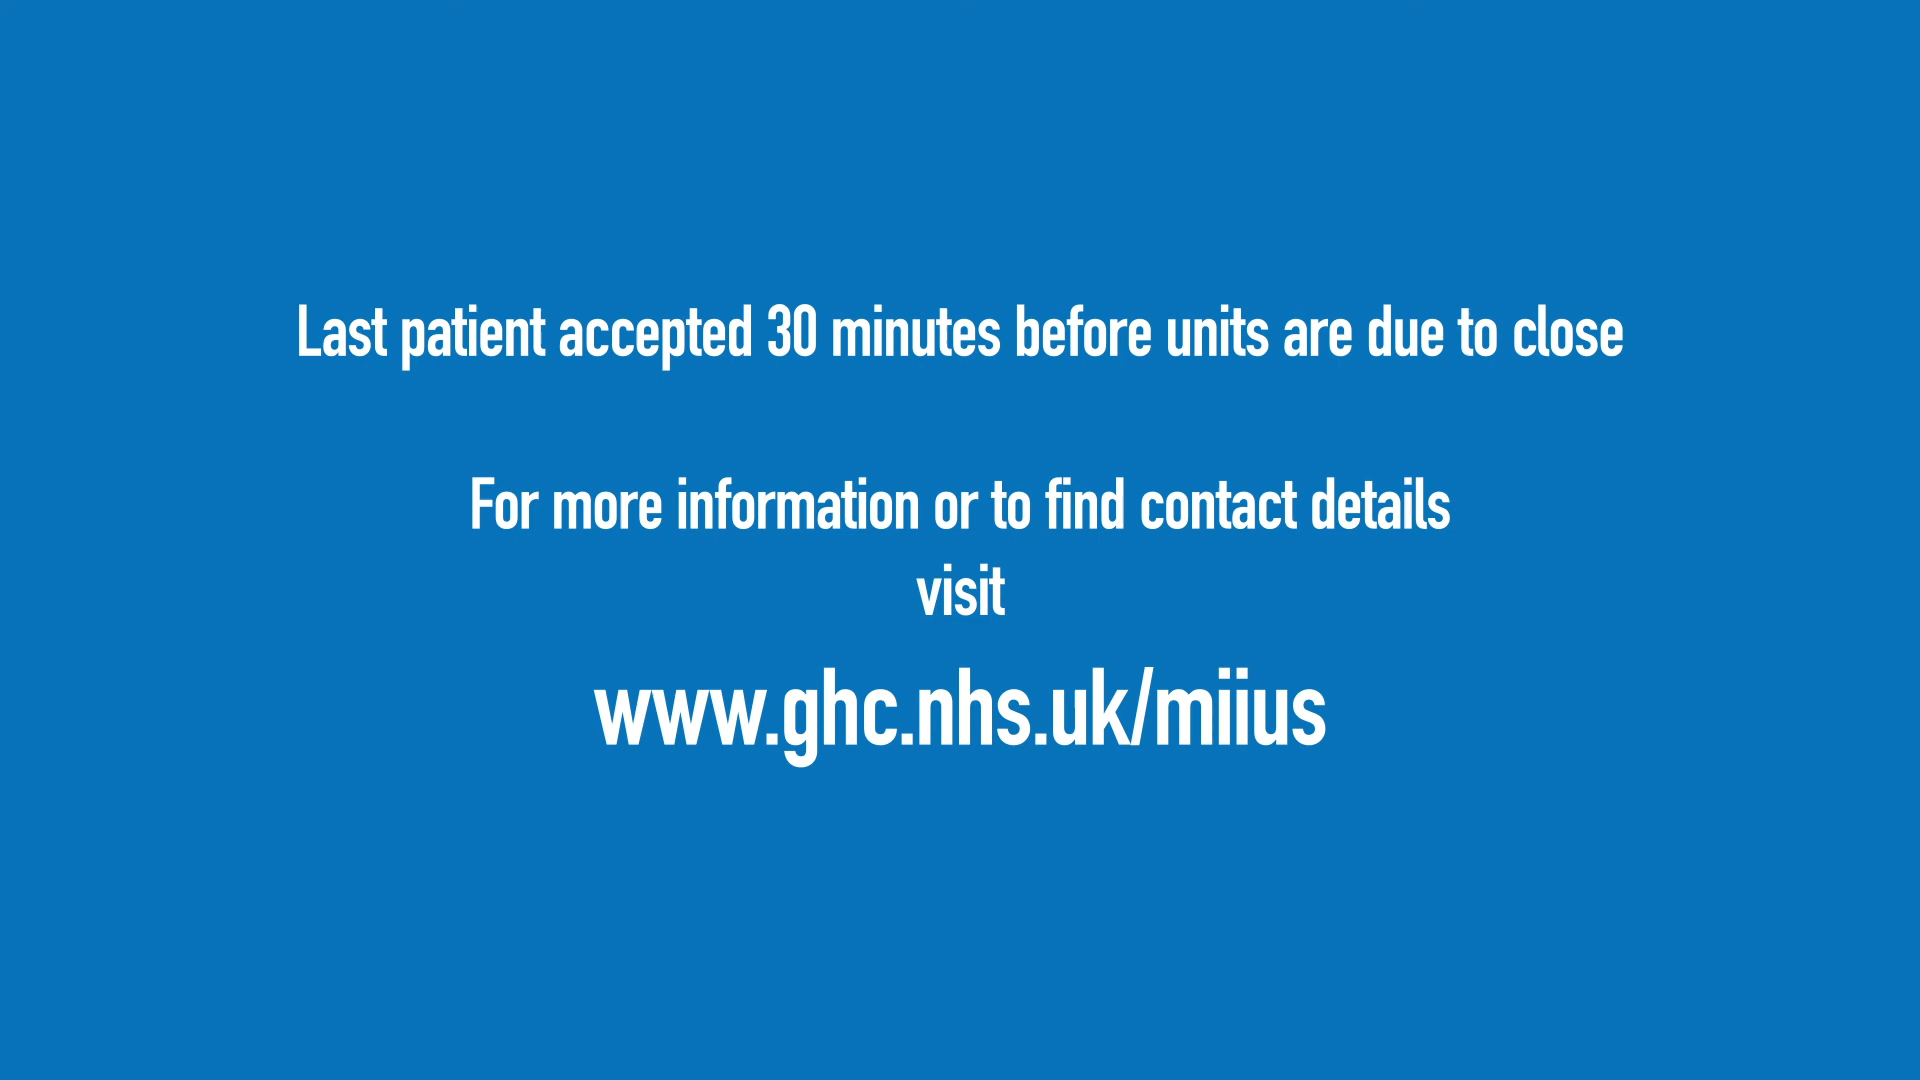 Last patient accepted 30 minutes before units are due to close
For more information or to find contact details
visit
www.ghc.nhs.uk/miius